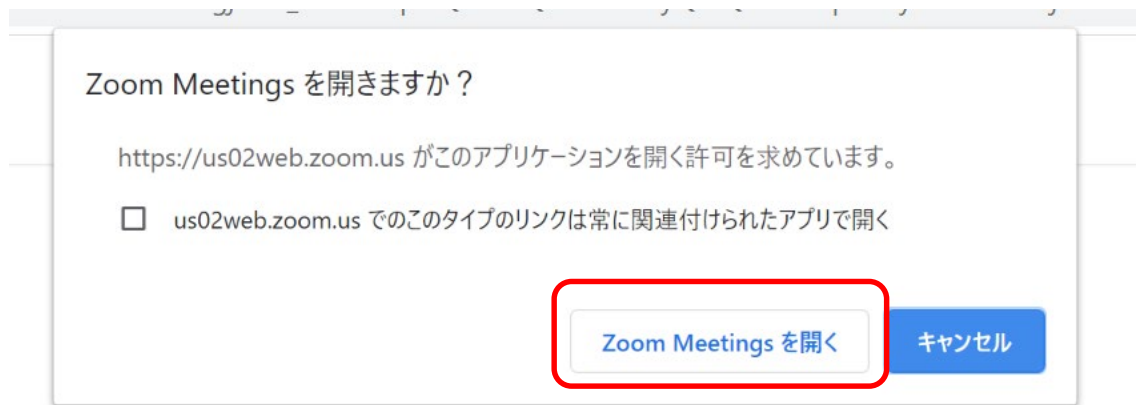 Zoom Meetings を開きますか？
https://us02web.zoom.us がこのアプリケーションを開く許可を求めています。
us02web.zoom.us でのこのタイプのリンクは常に関連付けられたアプリで開く
Zoom Meetings を開く
キャンセル